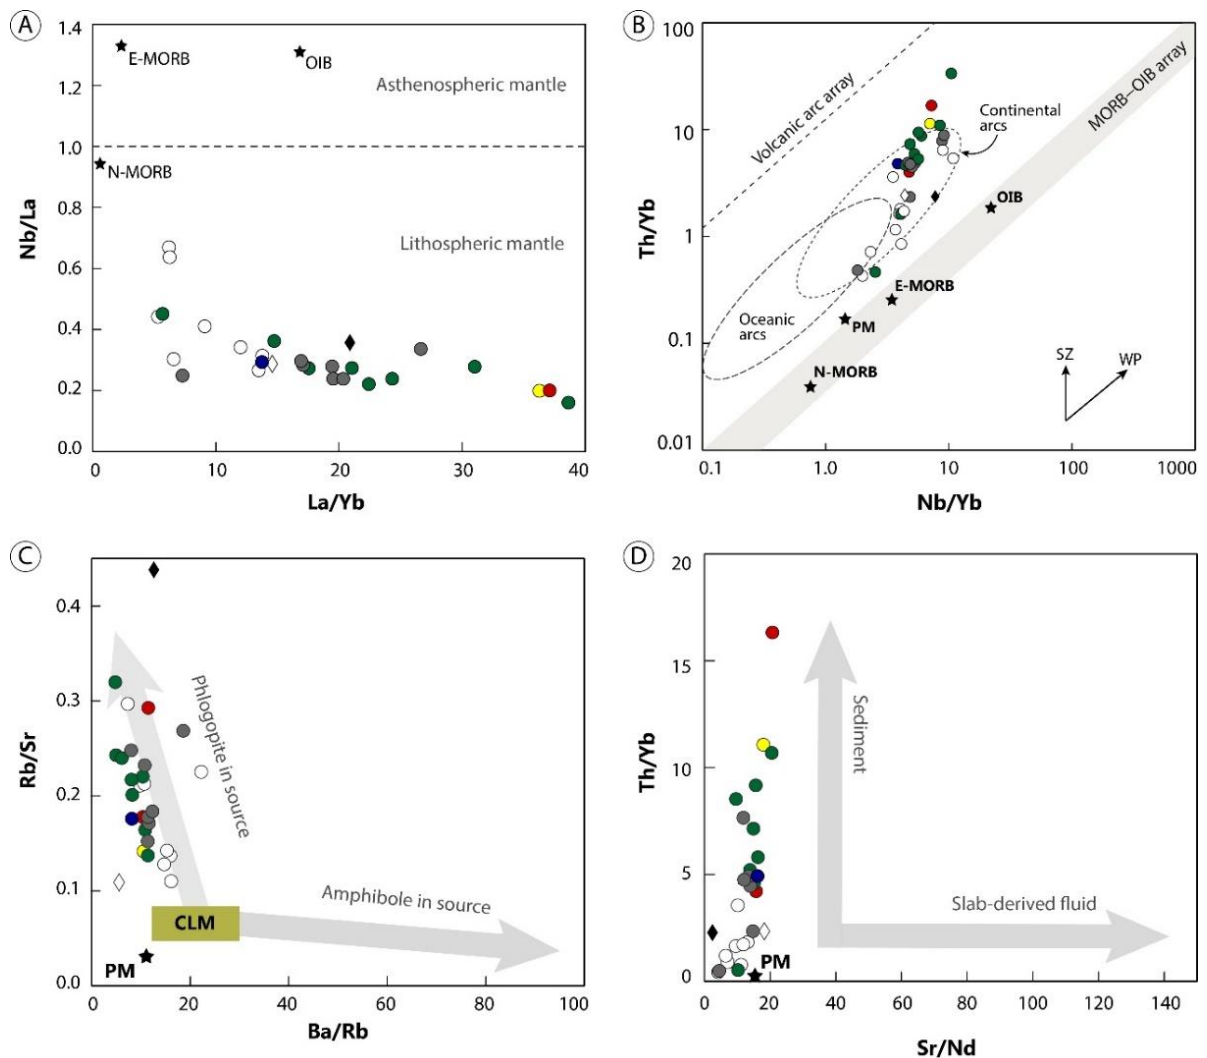 A
1.4
1.2
1.0
0.8
0.6
0.4
0.2
0.0
Nb/La
E-MORB
OIB
Asthenospheric mantle
N-MORB
Lithospheric mantle
0
10
20
30
40
La/Yb
B
100
10
1
0.1
0.01
Th/Yb
Volcanic arc array
Continental
arcs
MORB–OIB array
OIB
E-MORB
PM
Oceanic
arcs
N-MORB
SZ
WP
0.1
1.0
10
100
1000
Nb/Yb
C
0.4
0.3
0.2
0.1
0.0
Rb/Sr
Phlogopite in source
Amphibole in source
CLM
PM
0
20
40
60
80
100
Ba/Rb
D
20
15
10
5
0
Th/Yb
Sediment
Slab-derived fluid
PM
0
20
40
60
80
100
120
140
Sr/Nd